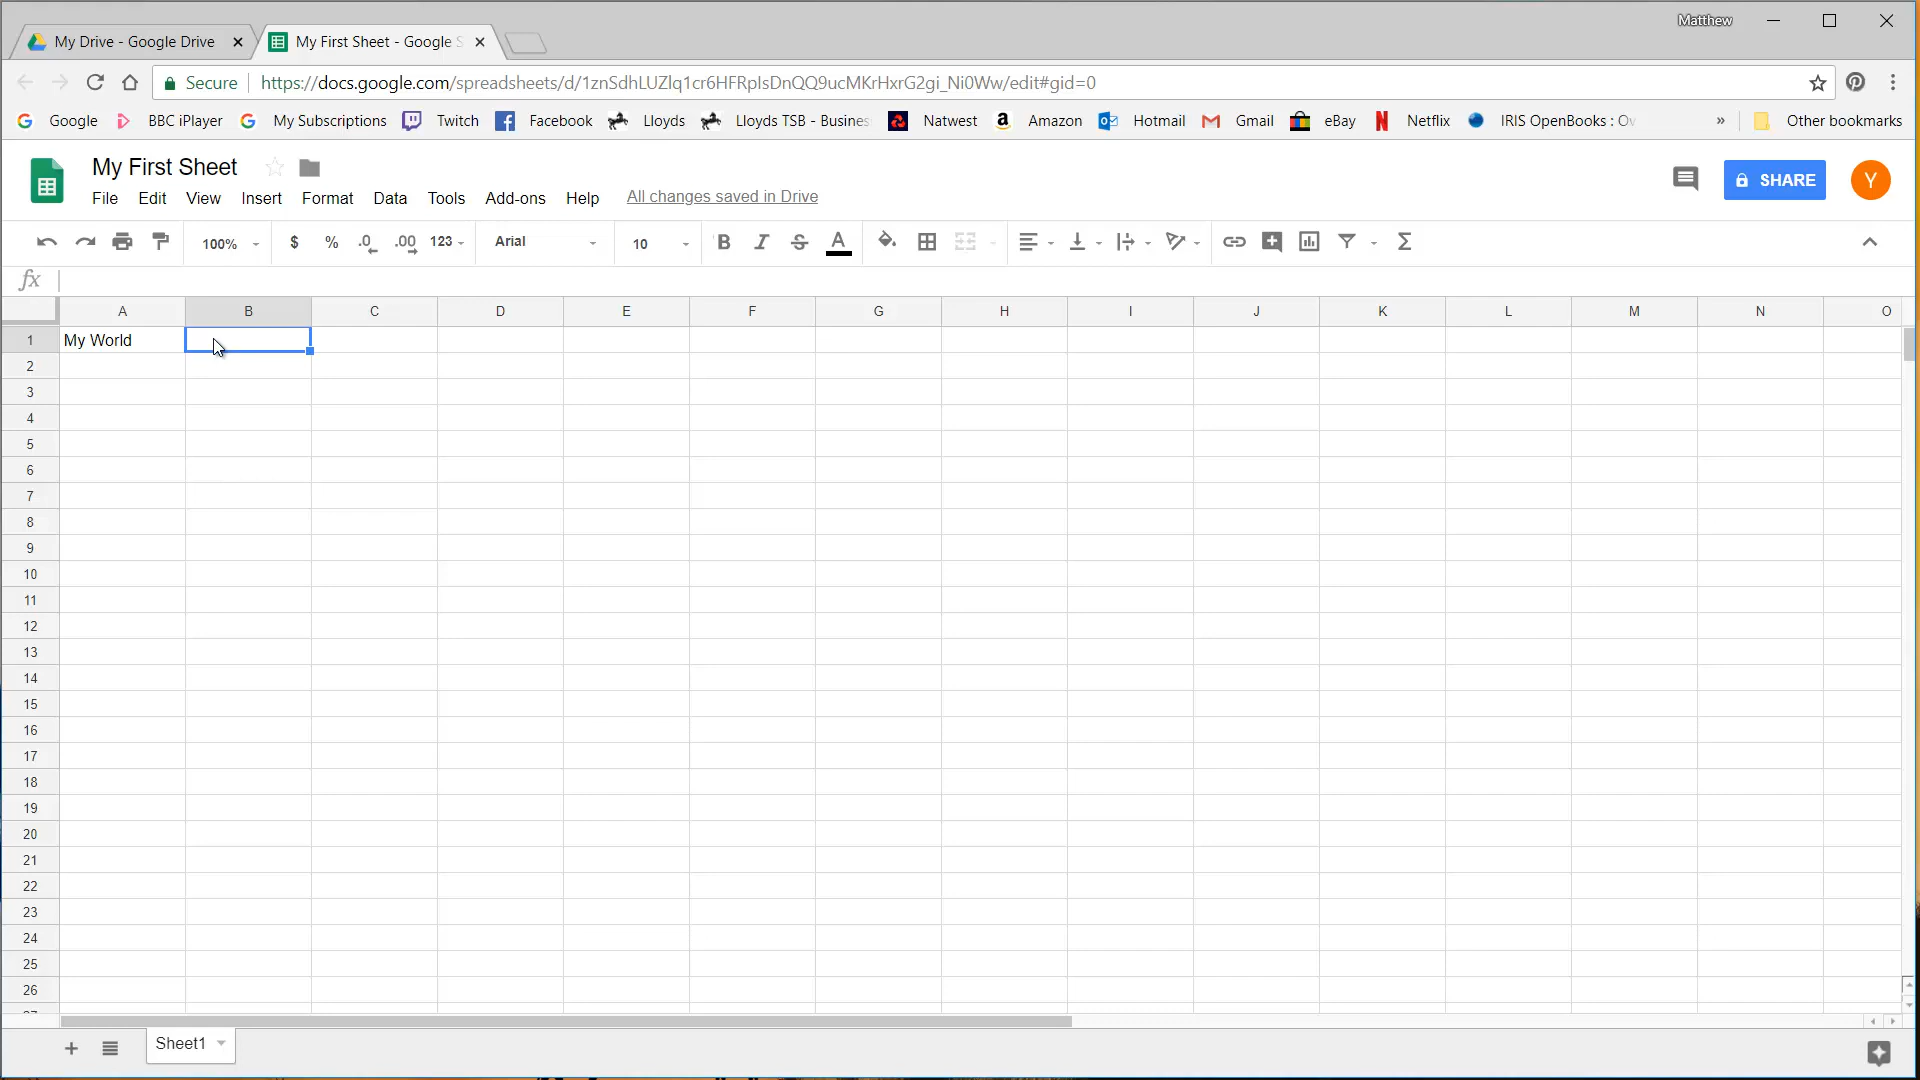 Matthew
My Drive - Google Drive
My First Sheet - Google S
Secure
https://docs.google.com/spreadsheets/d/1znSdhLUZlq1cr6HFRpIsDnQQ9ucMKrHxrG2gi_Ni0Ww/edit#gid=0
Google BBC iPlayer My Subscriptions Twitch Facebook Lloyds Lloyds TSB - Busines Natwest Amazon Hotmail Gmail eBay Netflix IRIS OpenBooks : Ov » Other bookmarks
My First Sheet
File Edit View Insert Format Data Tools Add-ons Help All changes saved in Drive
SHARE
Y
100% $ % .0 .00 123 Arial 10 B I S A Σ
fx
A B C D E F G H I J K L M N O
1 My World
2
3
4
5
6
7
8
9
10
11
12
13
14
15
16
17
18
19
20
21
22
23
24
25
26
Sheet1